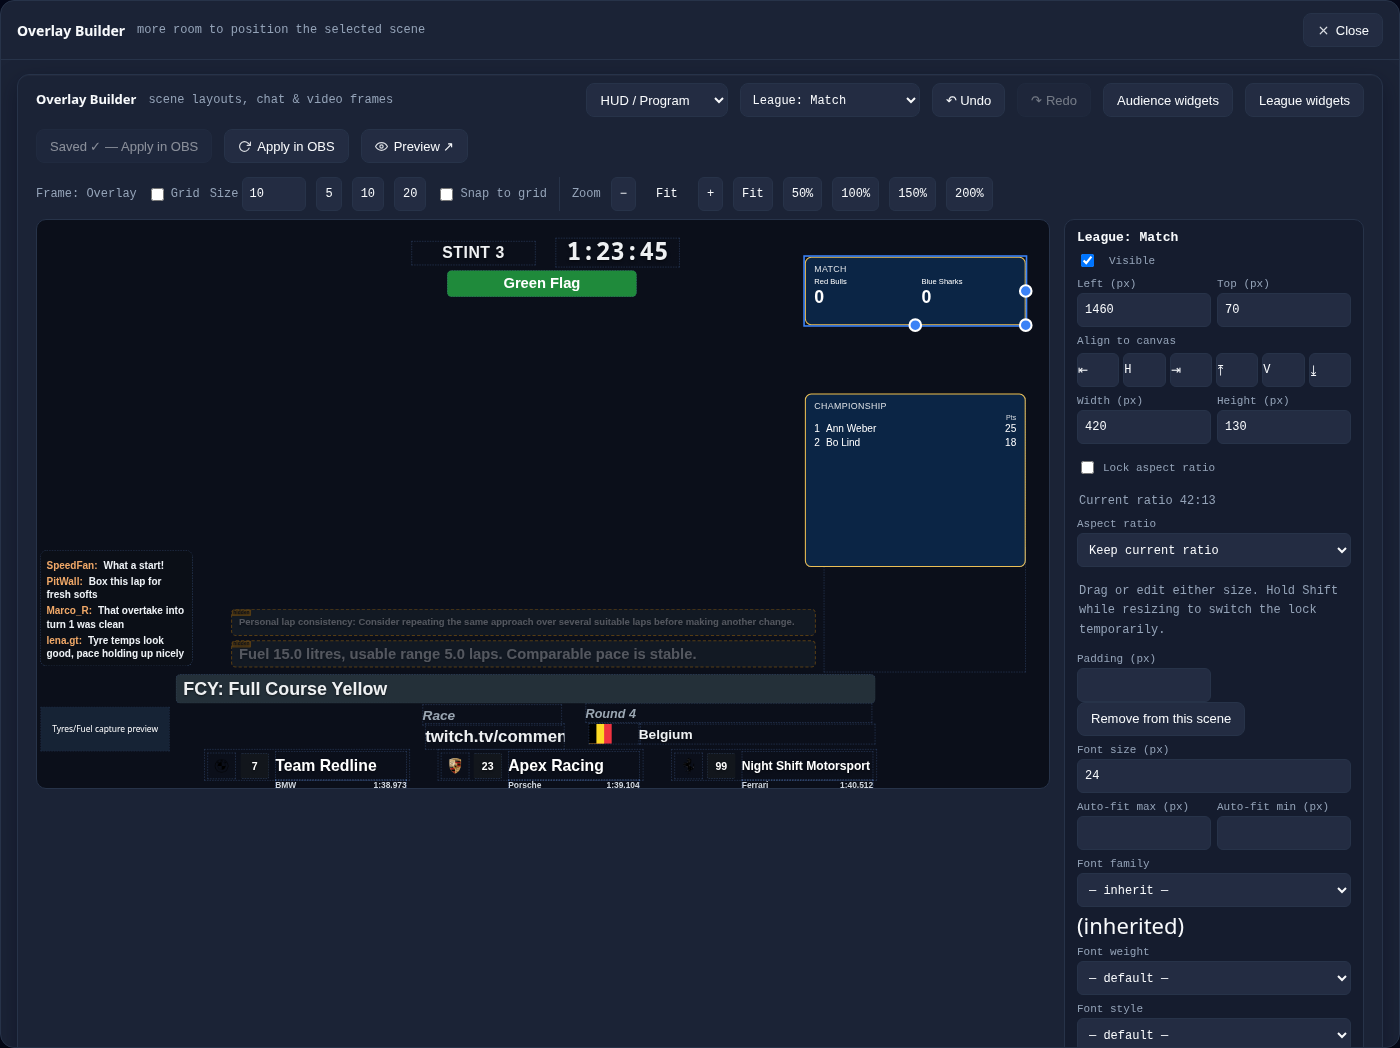 Overlay Builder more room to position the selected scene
✕ Close
Overlay Builder scene layouts, chat & video frames
HUD / Program
League: Match
↶ Undo
↷ Redo
Audience widgets
League widgets
Saved ✓ — Apply in OBS
Apply in OBS
Preview ↗
Frame: Overlay
Grid Size 10
5
10
20
Snap to grid
Zoom
−
Fit
+
Fit
50%
100%
150%
200%
STINT 3
1:23:45
Green Flag
MATCH
Red Bulls Blue Sharks
0 0
CHAMPIONSHIP
Pts
1 Ann Weber 25
2 Bo Lind 18
SpeedFan: What a start!
PitWall: Box this lap for
fresh softs
Marco_R: That overtake into
turn 1 was clean
lena.gt: Tyre temps look
good, pace holding up nicely
Personal lap consistency: Consider repeating the same approach over several suitable laps before making another change.
Fuel 15.0 litres, usable range 5.0 laps. Comparable pace is stable.
FCY: Full Course Yellow
Tyres/Fuel capture preview
Race
Round 4
twitch.tv/commen
Belgium
7 Team Redline
BMW 1:38.973
23 Apex Racing
Porsche 1:39.104
99 Night Shift Motorsport
Ferrari 1:40.512
League: Match
Visible
Left (px) Top (px)
1460 70
Align to canvas
⇤ H ⇥ ⤒ V ⤓
Width (px) Height (px)
420 130
Lock aspect ratio
Current ratio 42:13
Aspect ratio
Keep current ratio
Drag or edit either size. Hold Shift
while resizing to switch the lock
temporarily.
Padding (px)
Remove from this scene
Font size (px)
24
Auto-fit max (px) Auto-fit min (px)
Font family
— inherit —
(inherited)
Font weight
— default —
Font style
— default —